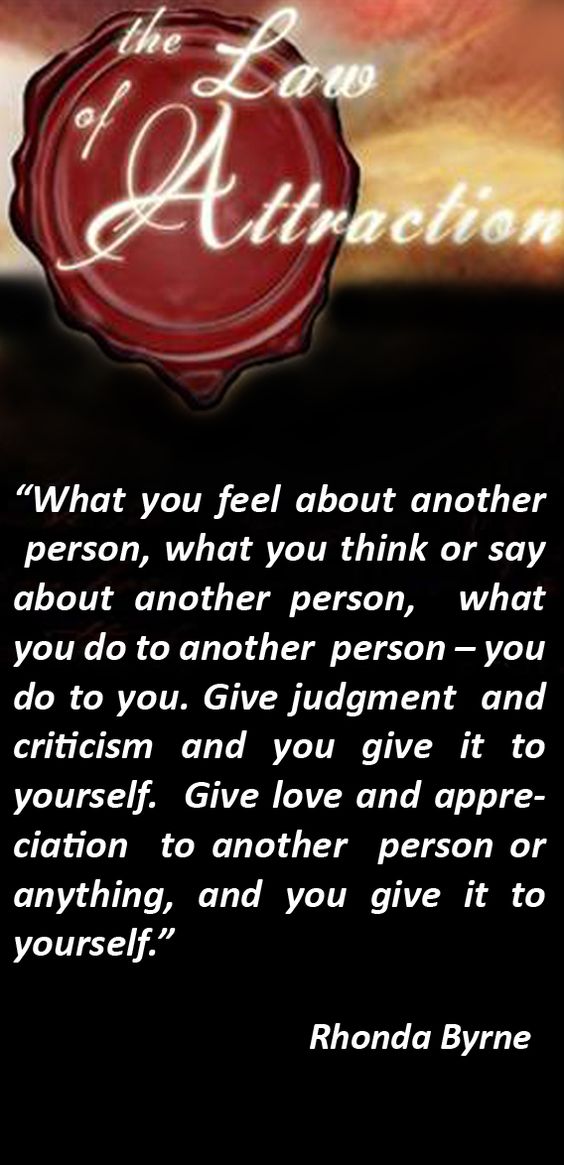 the Law
of
Attraction
“What you feel about another
person, what you think or say
about another person, what
you do to another person – you
do to you. Give judgment and
criticism and you give it to
yourself. Give love and appre-
ciation to another person or
anything, and you give it to
yourself.”
Rhonda Byrne